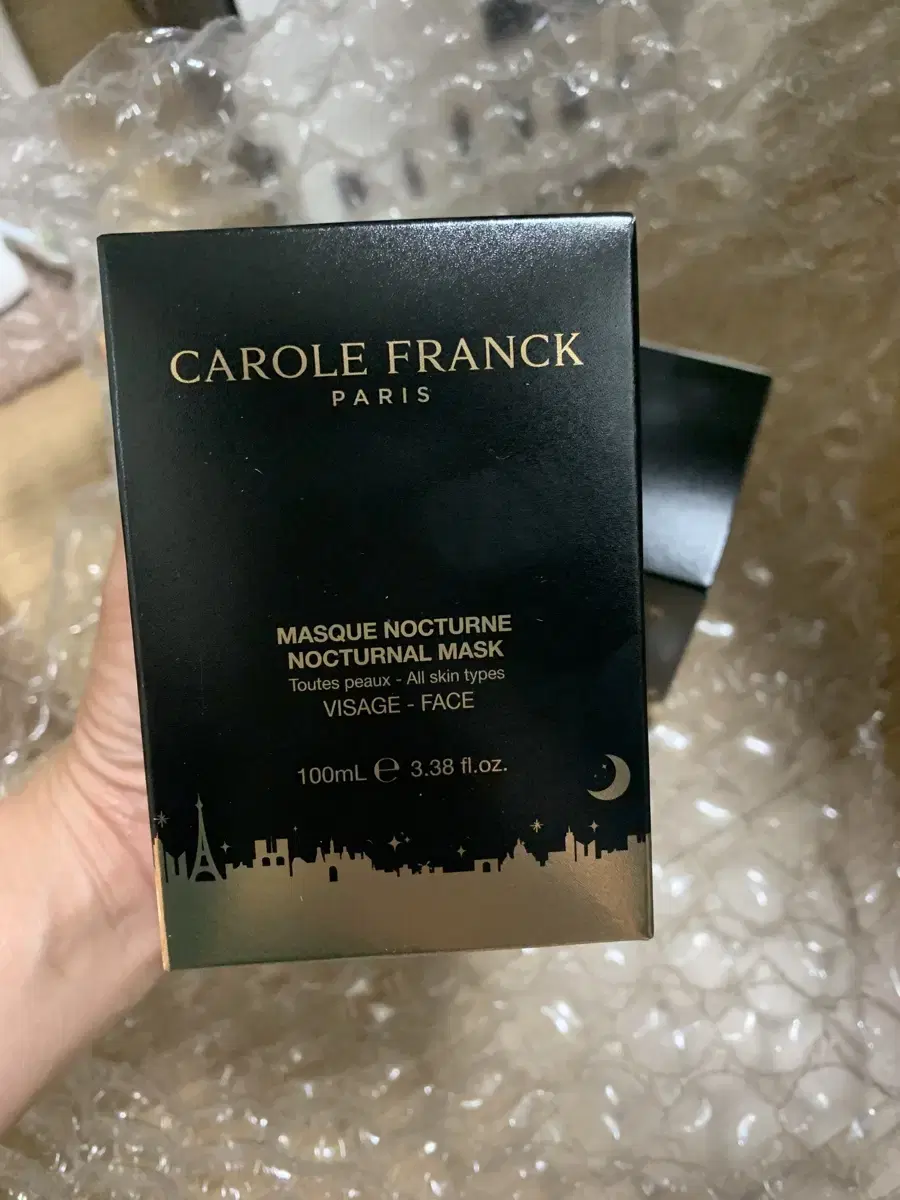 CAROLE FRANCK
PARIS
MASQUE NOCTURNE
NOCTURNAL MASK
Toutes peaux - All skin types
VISAGE - FACE
100mL ℮ 3.38 fl.oz.